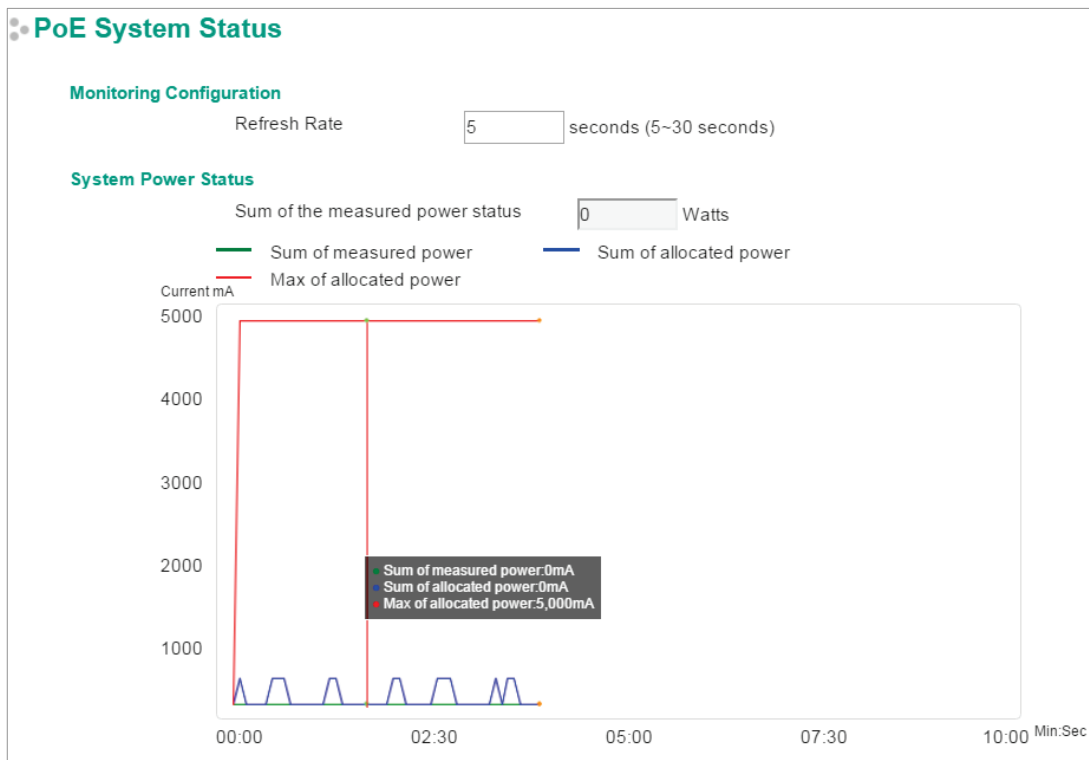 PoE System Status
Monitoring Configuration
Refresh Rate 5 seconds (5~30 seconds)
System Power Status
Sum of the measured power status 0 Watts
Sum of measured power Sum of allocated power
Max of allocated power
Current mA
5000
4000
3000
2000
Sum of measured power:0mA
Sum of allocated power:0mA
Max of allocated power:5,000mA
1000
00:00 02:30 05:00 07:30 10:00 Min:Sec